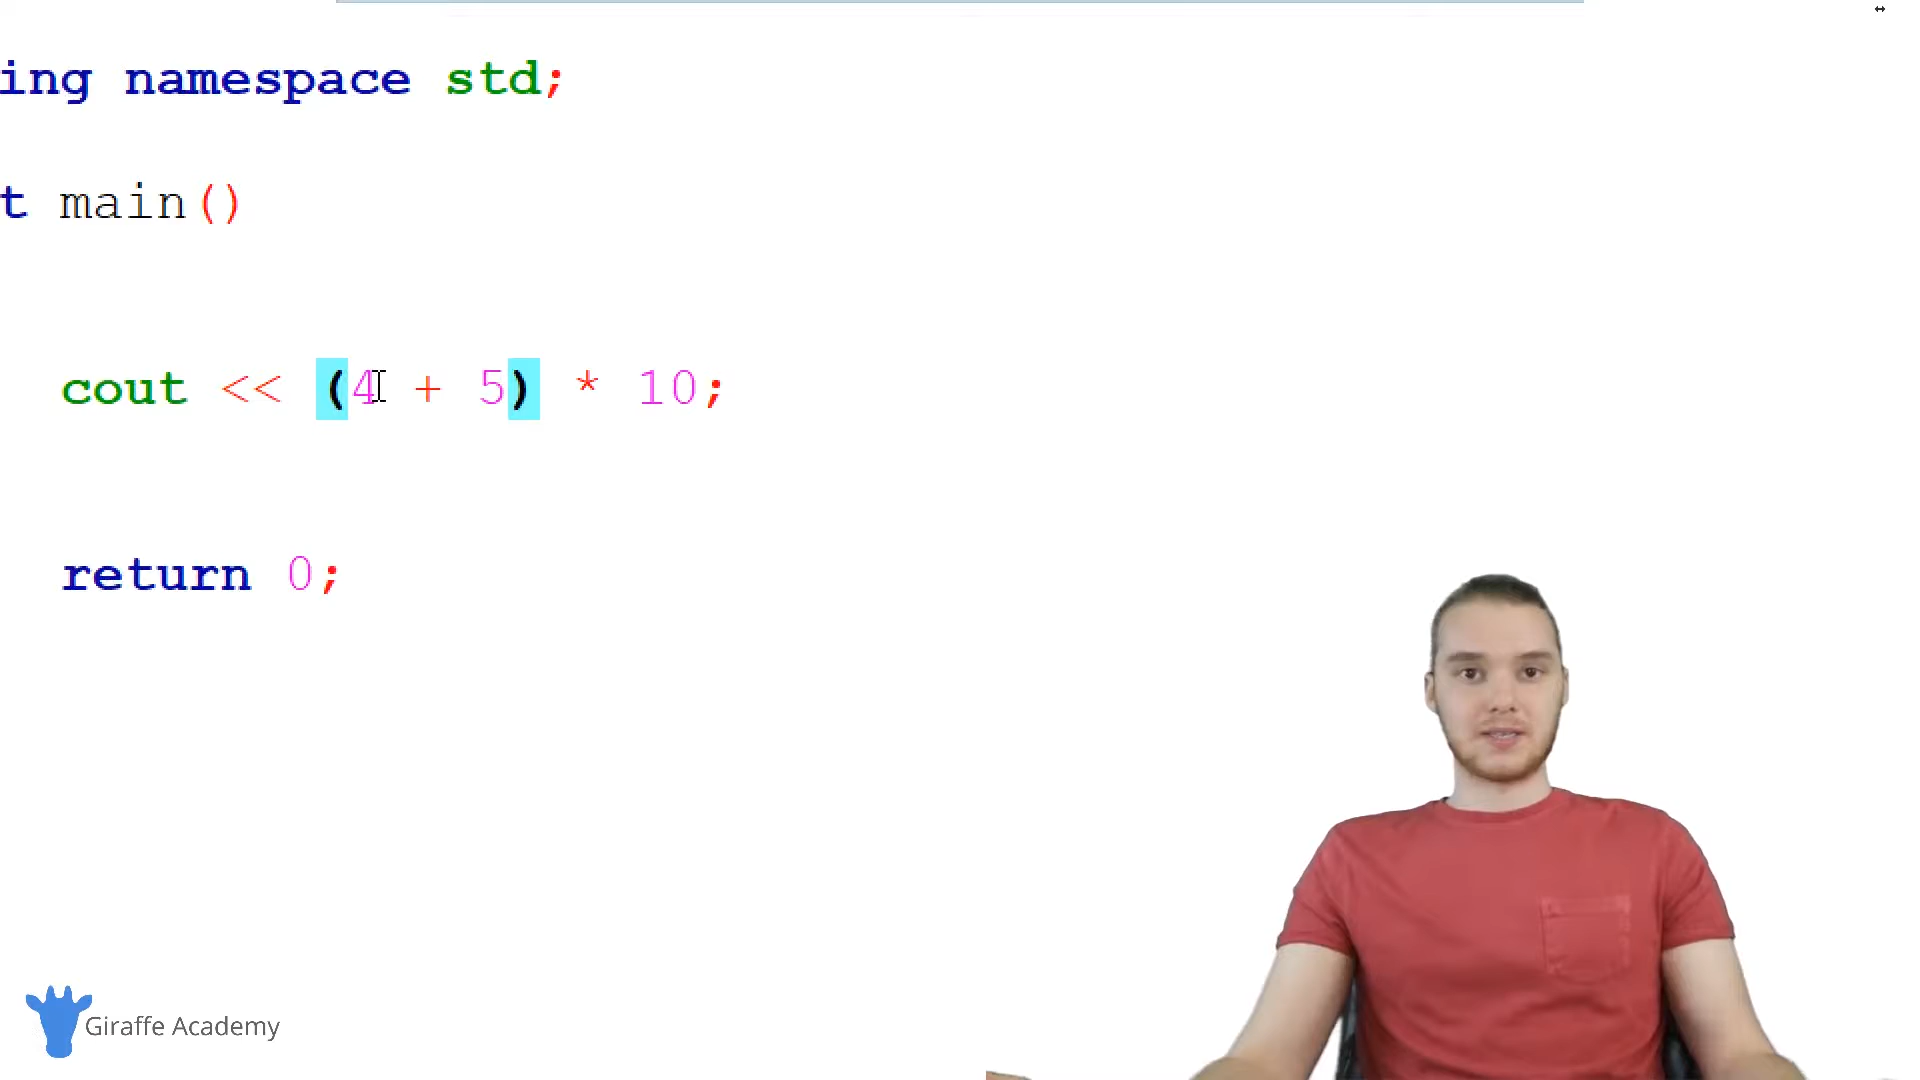 ing namespace std;
t main()
cout << (4 + 5) * 10;
return 0;
Giraffe Academy